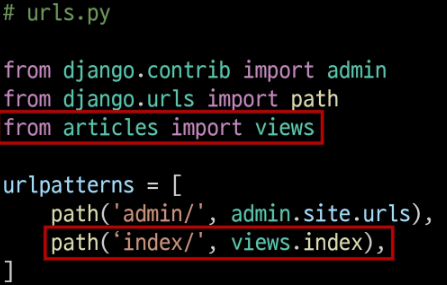 # urls.py
from django.contrib import admin
from django.urls import path
from articles import views
urlpatterns = [
    path('admin/', admin.site.urls),
    path(‘index/', views.index),
]